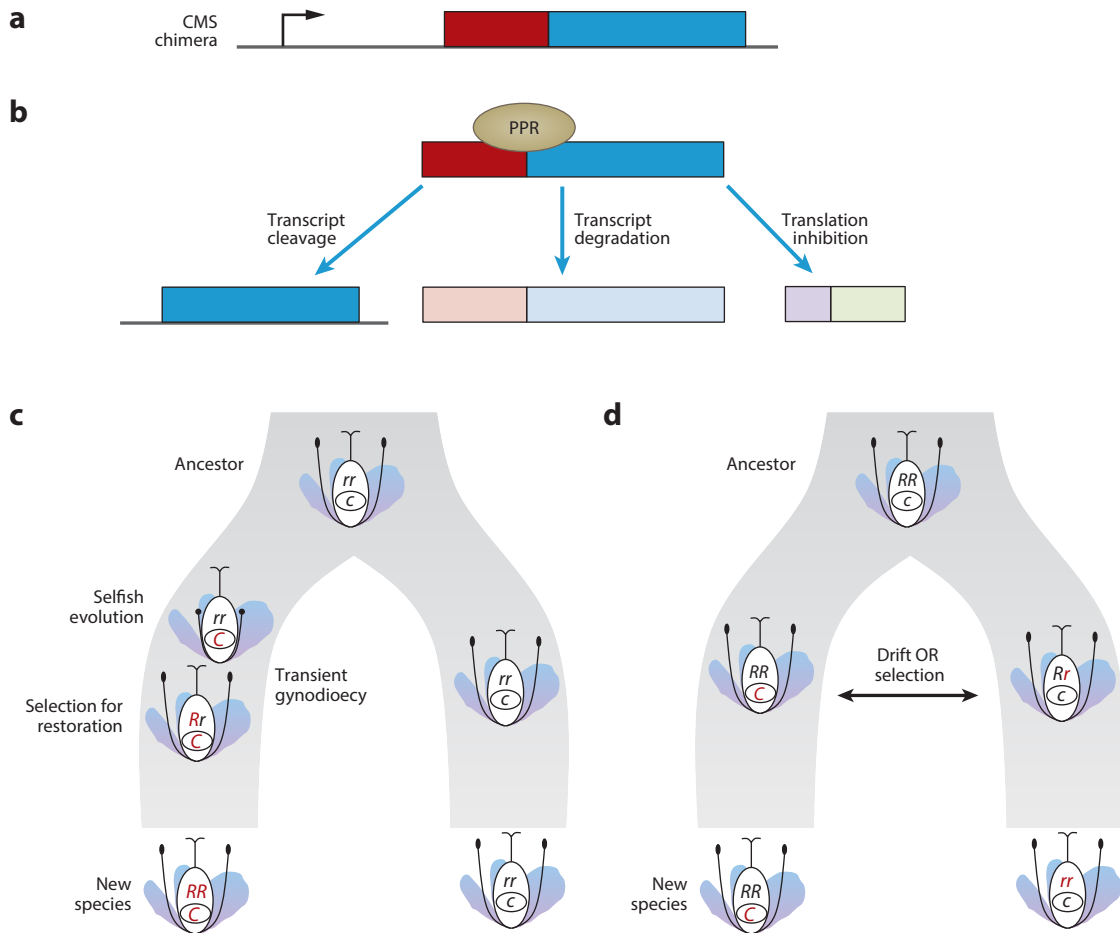 a
CMS
chimera
b
PPR
Transcript
cleavage
Transcript
degradation
Translation
inhibition
c
Ancestor
rr
c
Selfish
evolution
rr
C
Transient
gynodioecy
Selection for
restoration
Rr
C
rr
c
New
species
RR
C
rr
c
d
Ancestor
RR
c
RR
C
Drift OR
selection
Rr
c
New
species
RR
C
rr
c